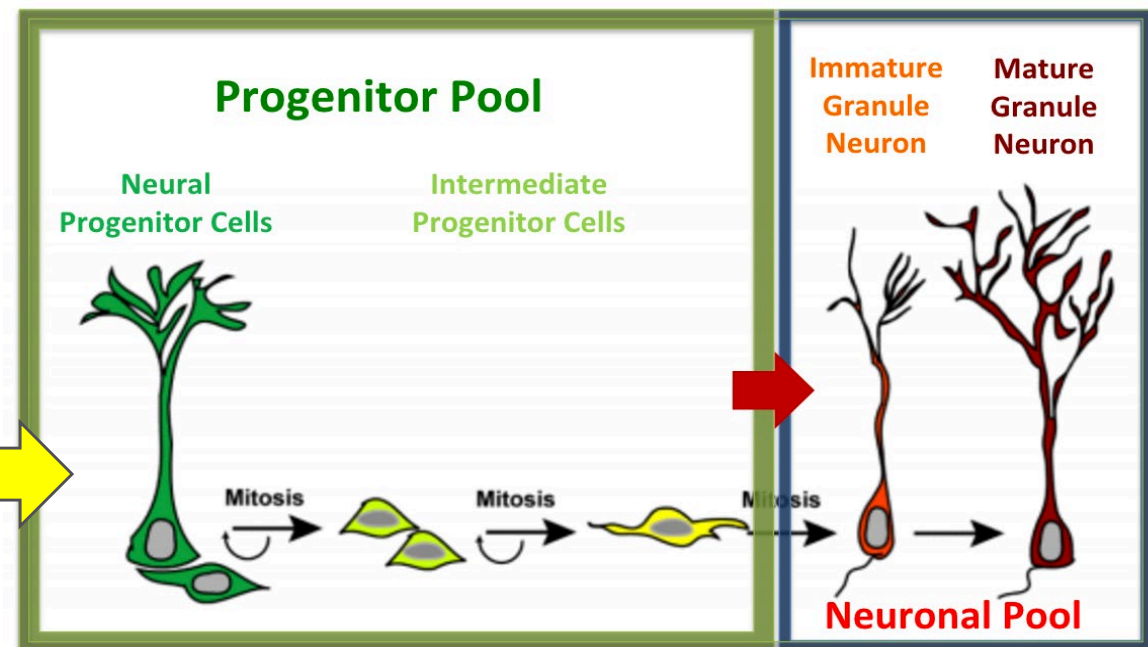 Progenitor Pool
Neural
Progenitor Cells
Intermediate
Progenitor Cells
Mitosis
Mitosis
Mitosis
Immature
Granule
Neuron
Mature
Granule
Neuron
Neuronal Pool